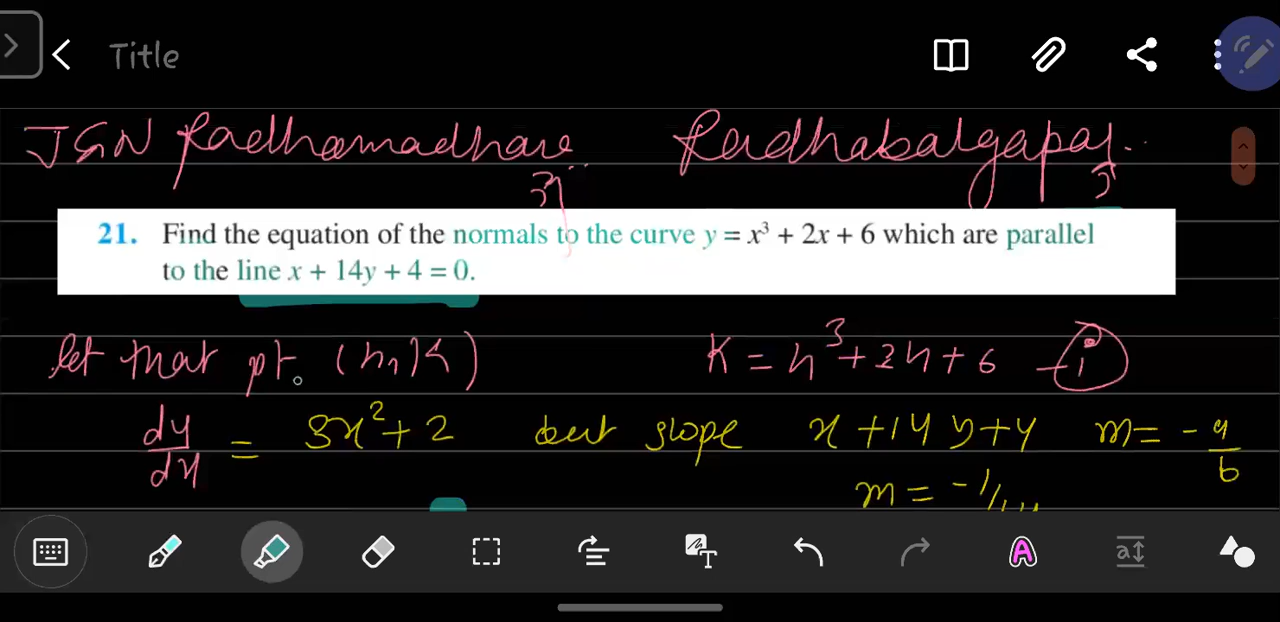 Title
JSN Radhamadhav Radhabalgapal
21. Find the equation of the normals to the curve y = x³ + 2x + 6 which are parallel
to the line x + 14y + 4 = 0.
let that pt. (h, k) K = h³ + 2h + 6 — (i)
dy/dx = 3x² + 2 but slope x + 14y + 4 m = -a/b
m = -1/14